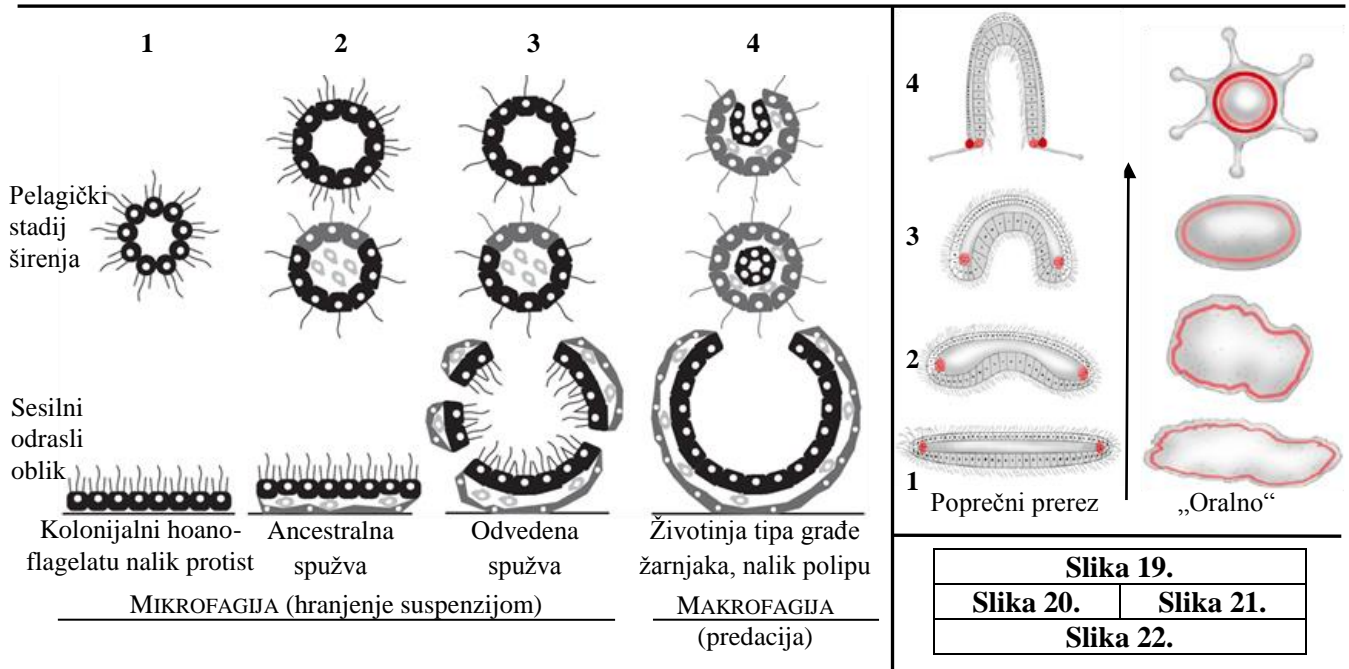 1 2 3 4
Pelagički
stadij
širenja
Sesilni
odrasli
oblik
Kolonijalni hoano-
flagelatu nalik protist
Ancestralna
spužva
Odvedena
spužva
Životinja tipa građe
žarnjaka, nalik polipu
MIKROFAGIJA (hranjenje suspenzijom)
MAKROFAGIJA
(predacija)
4
3
2
1
Poprečni prerez
„Oralno“
Slika 19.
Slika 20. Slika 21.
Slika 22.